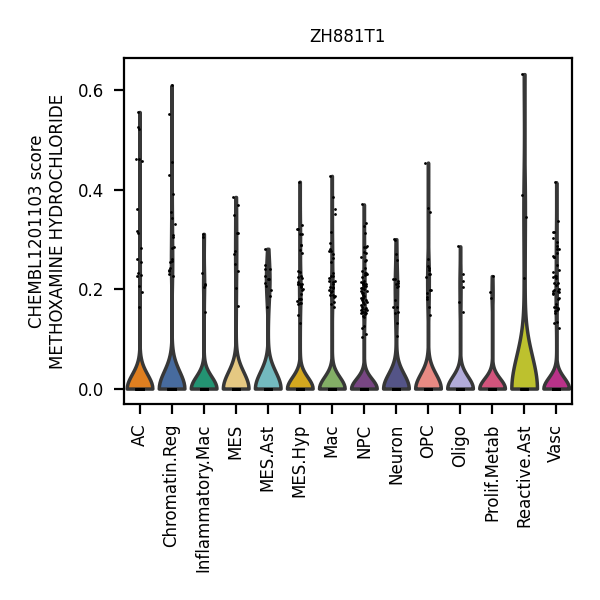 ZH881T1
CHEMBL1201103 score
METHOXAMINE HYDROCHLORIDE
0.6
0.4
0.2
0.0
AC
Chromatin.Reg
Inflammatory.Mac
MES
MES.Ast
MES.Hyp
Mac
NPC
Neuron
OPC
Oligo
Prolif.Metab
Reactive.Ast
Vasc